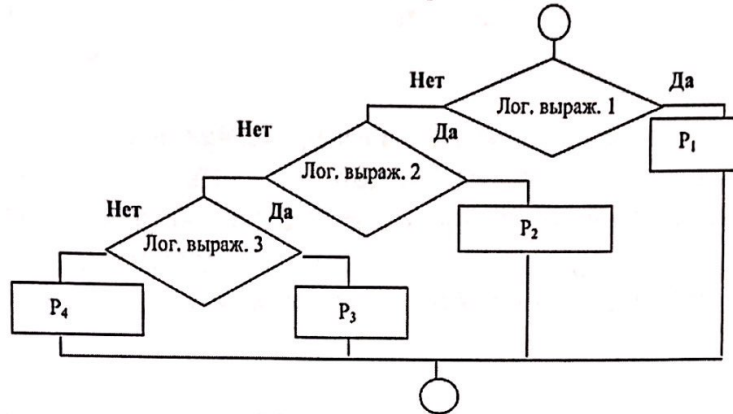 Нет
Да
Лог. выраж. 1
Нет
Да
P₁
Лог. выраж. 2
Нет
Да
P₂
Лог. выраж. 3
P₄
P₃